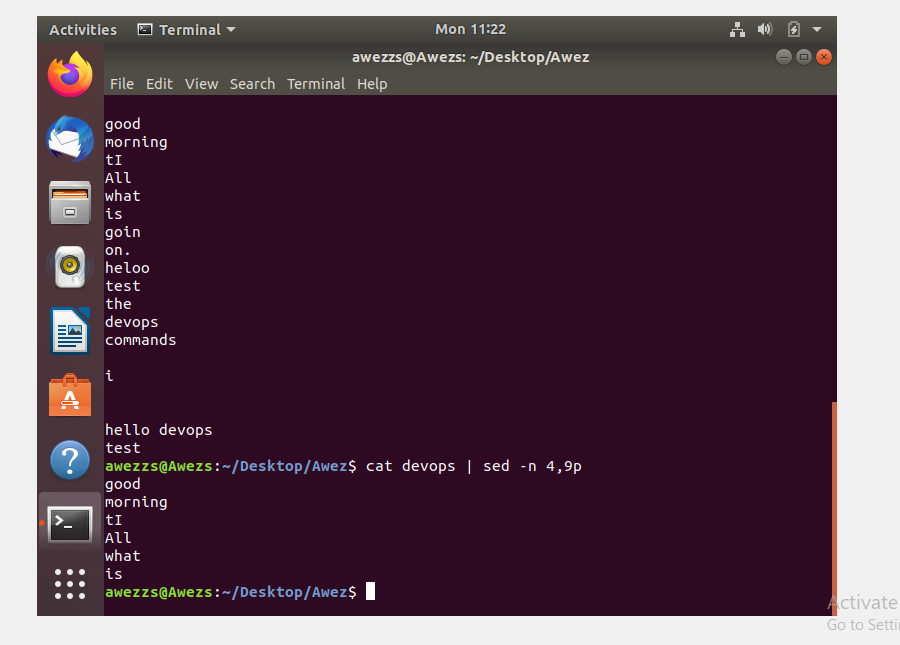 Activities Terminal Mon 11:22
awezzs@Awezs: ~/Desktop/Awez
File Edit View Search Terminal Help
good
morning
tI
All
what
is
goin
on.
heloo
test
the
devops
commands
i
hello devops
test
awezzs@Awezs:~/Desktop/Awez$ cat devops | sed -n 4,9p
good
morning
tI
All
what
is
awezzs@Awezs:~/Desktop/Awez$
Activate
Go to Setti